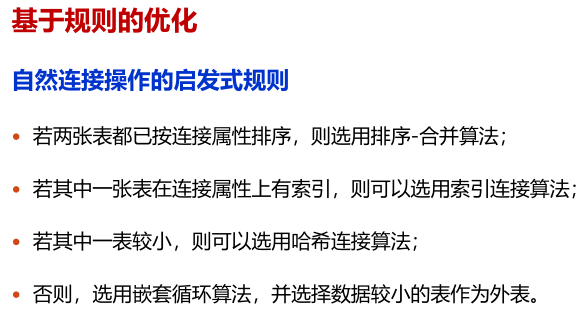 基于规则的优化
自然连接操作的启发式规则
• 若两张表都已按连接属性排序，则选用排序-合并算法；
• 若其中一张表在连接属性上有索引，则可以选用索引连接算法；
• 若其中一表较小，则可以选用哈希连接算法；
• 否则，选用嵌套循环算法，并选择数据较小的表作为外表。